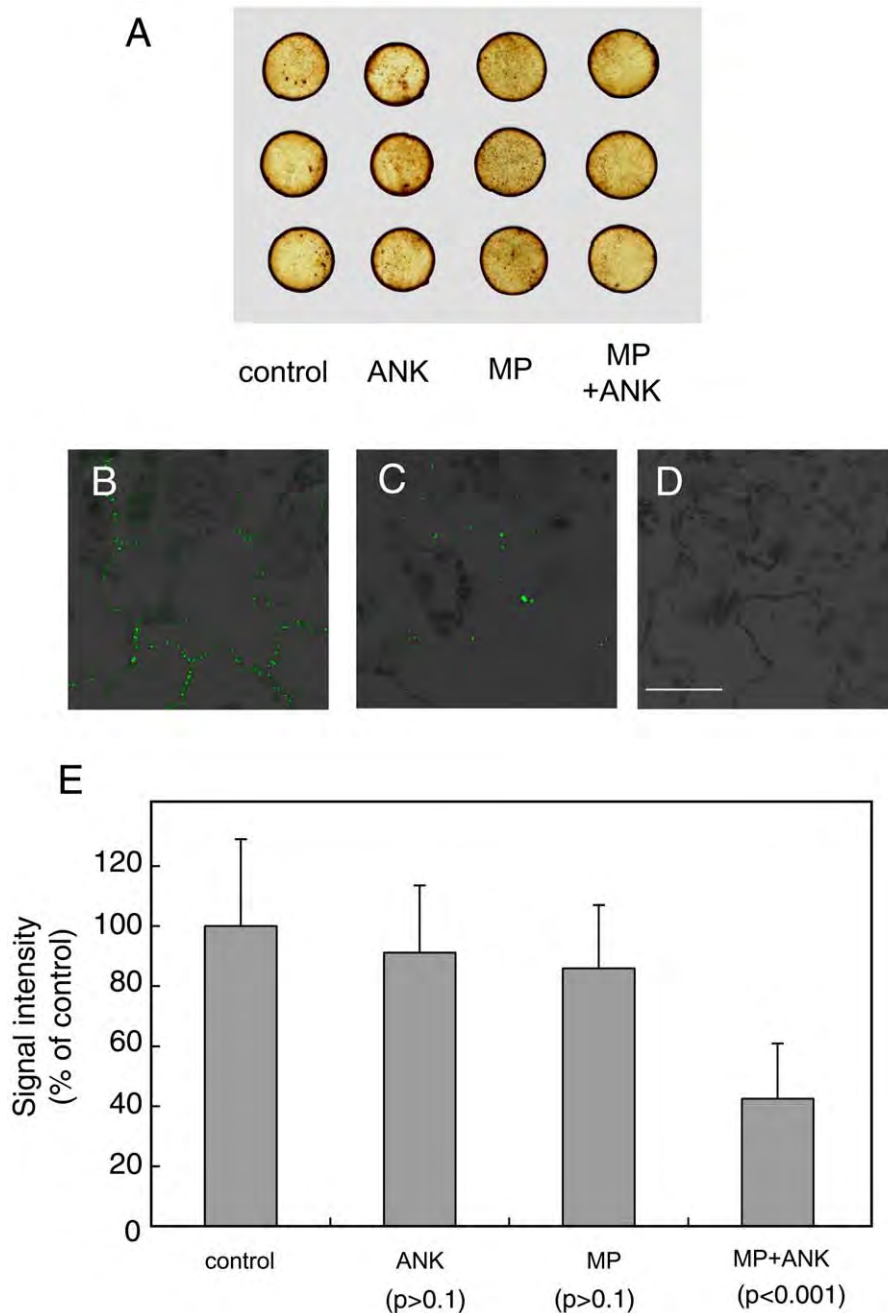 A
control ANK MP MP
+ANK
B C D
E
Signal intensity
(% of control)
120
100
80
60
40
20
0
control ANK MP MP+ANK
(p>0.1) (p>0.1) (p<0.001)